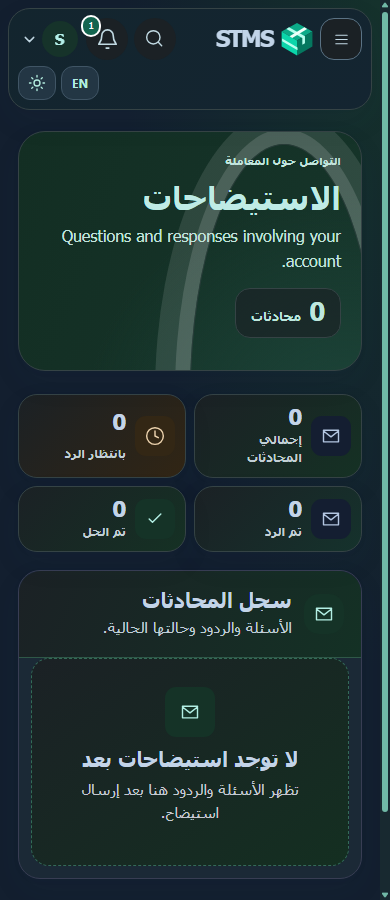 STMS
1
S
EN
التواصل حول المعاملة
الاستيضاحات
Questions and responses involving your
account.
0 محادثات
0
إجمالي
المحادثات
0
بانتظار الرد
0
تم الرد
0
تم الحل
سجل المحادثات
الأسئلة والردود وحالتها الحالية.
لا توجد استيضاحات بعد
تظهر الأسئلة والردود هنا بعد إرسال
استيضاح.